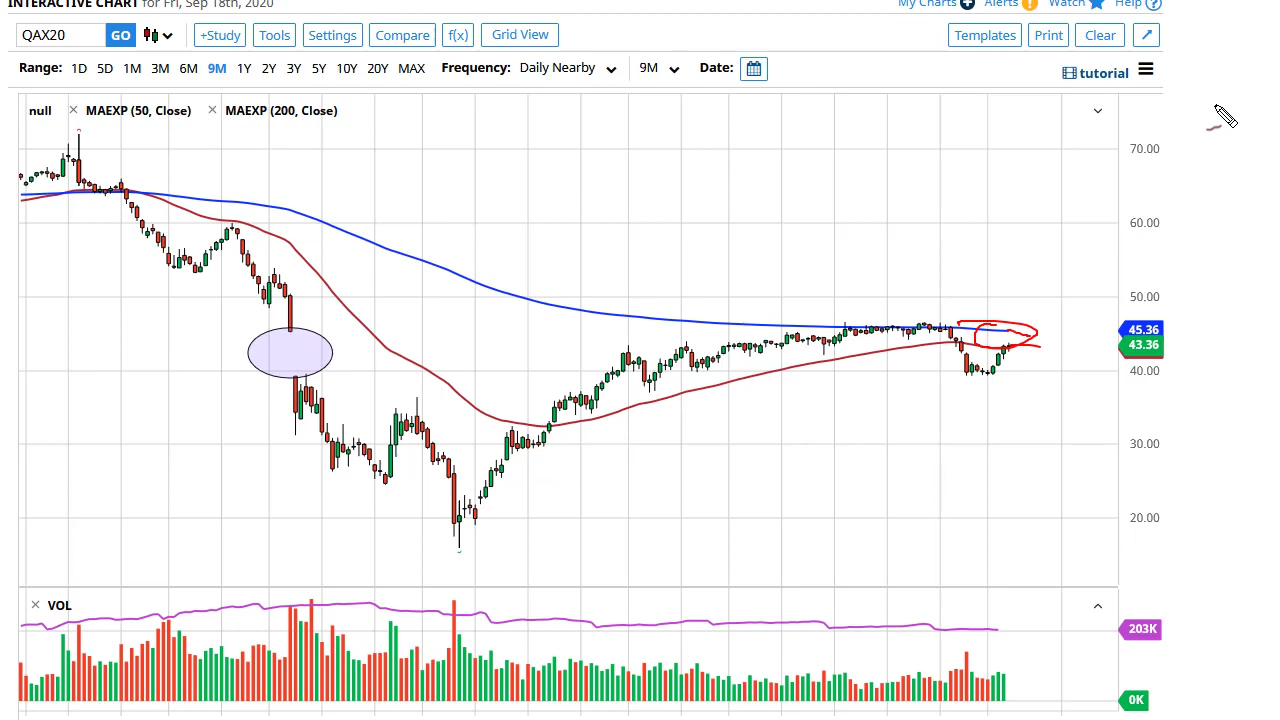 INTERACTIVE CHART for Fri, Sep 18th, 2020 My Charts Alerts ! Watch Help ?
QAX20 GO +Study Tools Settings Compare f(x) Grid View Templates Print Clear
Range: 1D 5D 1M 3M 6M 9M 1Y 2Y 3Y 5Y 10Y 20Y MAX Frequency: Daily Nearby 9M Date: tutorial
null × MAEXP (50, Close) × MAEXP (200, Close)
70.00
60.00
50.00
45.36
43.36
40.00
30.00
20.00
× VOL
203K
0K